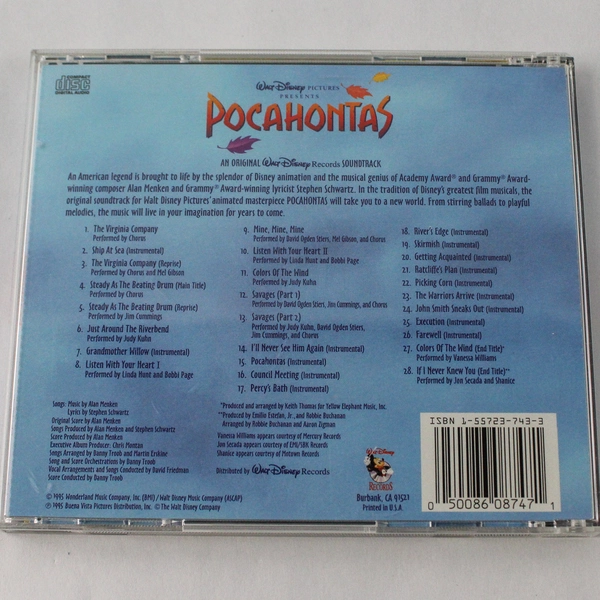 COMPACT
disc
DIGITAL AUDIO
Walt Disney PICTURES
PRESENTS
POCAHONTAS
AN ORIGINAL Walt Disney Records SOUNDTRACK
An American legend is brought to life by the splendor of Disney animation and the musical genius of Academy Award® and Grammy® Award-
winning composer Alan Menken and Grammy® Award-winning lyricist Stephen Schwartz. In the tradition of Disney's greatest film musicals, the
original soundtrack for Walt Disney Pictures' animated masterpiece POCAHONTAS will take you to a new world. From stirring ballads to playful
melodies, the music will live in your imagination for years to come.
1. The Virginia Company
Performed by Chorus
2. Ship At Sea (Instrumental)
3. The Virginia Company (Reprise)
Performed by Chorus and Mel Gibson
4. Steady As The Beating Drum (Main Title)
Performed by Chorus
5. Steady As The Beating Drum (Reprise)
Performed by Jim Cummings
6. Just Around The Riverbend
Performed by Judy Kuhn
7. Grandmother Willow (Instrumental)
8. Listen With Your Heart I
Performed by Linda Hunt and Bobbi Page
9. Mine, Mine, Mine
Performed by David Ogden Stiers, Mel Gibson, and Chorus
10. Listen With Your Heart II
Performed by Linda Hunt and Bobbi Page
11. Colors Of The Wind
Performed by Judy Kuhn
12. Savages (Part 1)
Performed by David Ogden Stiers, Jim Cummings, and Chorus
13. Savages (Part 2)
Performed by Judy Kuhn, David Ogden Stiers,
Jim Cummings, and Chorus
14. I'll Never See Him Again (Instrumental)
15. Pocahontas (Instrumental)
16. Council Meeting (Instrumental)
17. Percy's Bath (Instrumental)
18. River's Edge (Instrumental)
19. Skirmish (Instrumental)
20. Getting Acquainted (Instrumental)
21. Ratcliffe's Plan (Instrumental)
22. Picking Corn (Instrumental)
23. The Warriors Arrive (Instrumental)
24. John Smith Sneaks Out (Instrumental)
25. Execution (Instrumental)
26. Farewell (Instrumental)
27. Colors Of The Wind (End Title)*
Performed by Vanessa Williams
28. If I Never Knew You (End Title)**
Performed by Jon Secada and Shanice
Songs: Music by Alan Menken
Lyrics by Stephen Schwartz
Original Score by Alan Menken
Songs Produced by Alan Menken and Stephen Schwartz
Score Produced by Alan Menken
Executive Album Producer: Chris Montan
Songs Arranged by Danny Troob and Martin Erskine
Song and Score Orchestrations by Danny Troob
Vocal Arrangements and Songs Conducted by David Friedman
Score Conducted by Danny Troob
*Produced and arranged by Keith Thomas for Yellow Elephant Music, Inc.
**Produced by Emilio Estefan, Jr., and Robbie Buchanan
Arranged by Robbie Buchanan and Aaron Zigman
Vanessa Williams appears courtesy of Mercury Records
Jon Secada appears courtesy of EMI/SBK Records
Shanice appears courtesy of Motown Records
Distributed by Walt Disney Records
© 1995 Wonderland Music Company, Inc. (BMI) / Walt Disney Music Company (ASCAP)
℗ 1995 Buena Vista Pictures Distribution, Inc. © The Walt Disney Company
Walt Disney
RECORDS
Burbank, CA 91521
Printed in U.S.A.
ISBN 1-55723-743-3
0 50086 08747 1